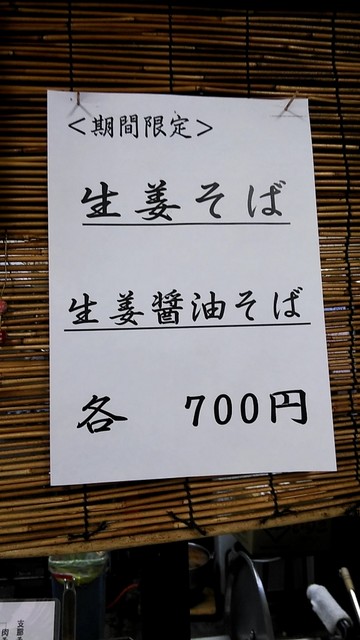 ＜期間限定＞
生姜そば
生姜醤油そば
各 700円